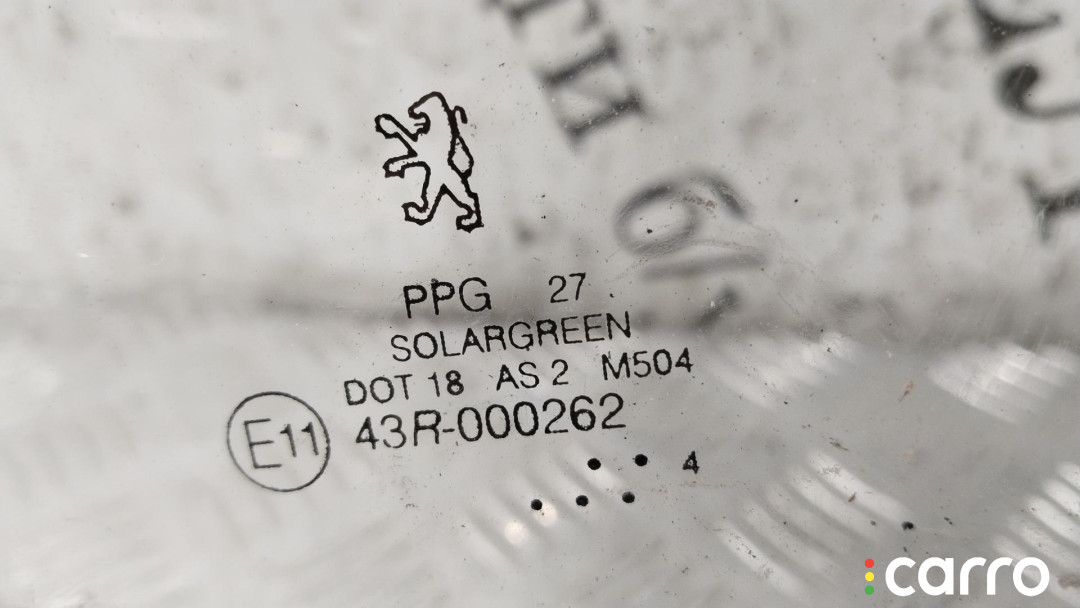 PPG 27
SOLARGREEN
DOT 18 AS 2 M504
E11 43R-000262
4
carro